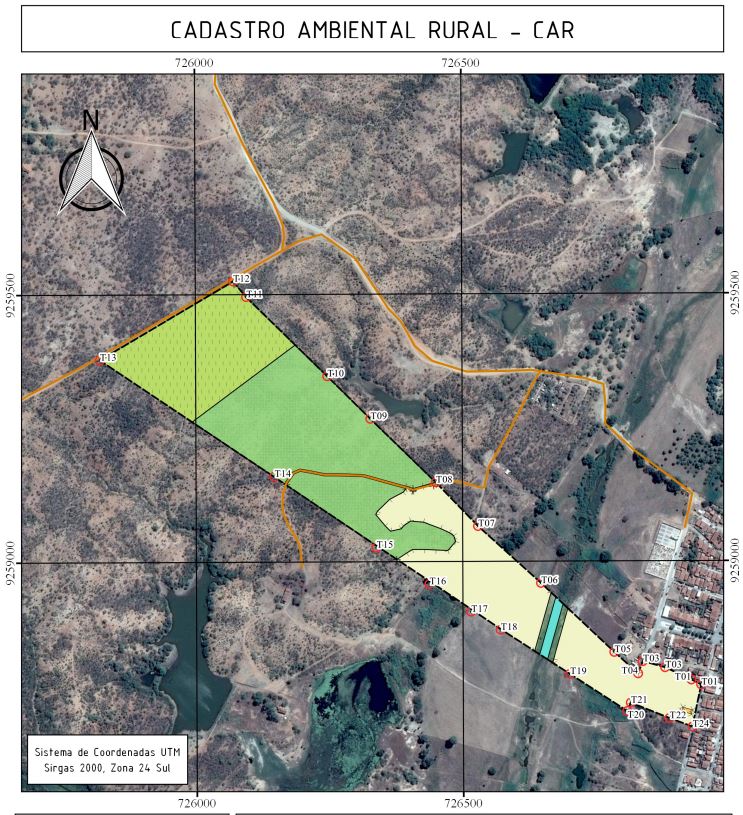 CADASTRO AMBIENTAL RURAL - CAR
726000 726500
N
9259500 9259500
T12
T11
T13
T10
T09
T14
T08
T07
T15
9259000 9259000
T16
T06
T17
T18
T05
T03 T03
T04
T19
T01 T01
T21
T20
T22
T24
Sistema de Coordenadas UTM
Sirgas 2000, Zona 24 Sul
726000 726500